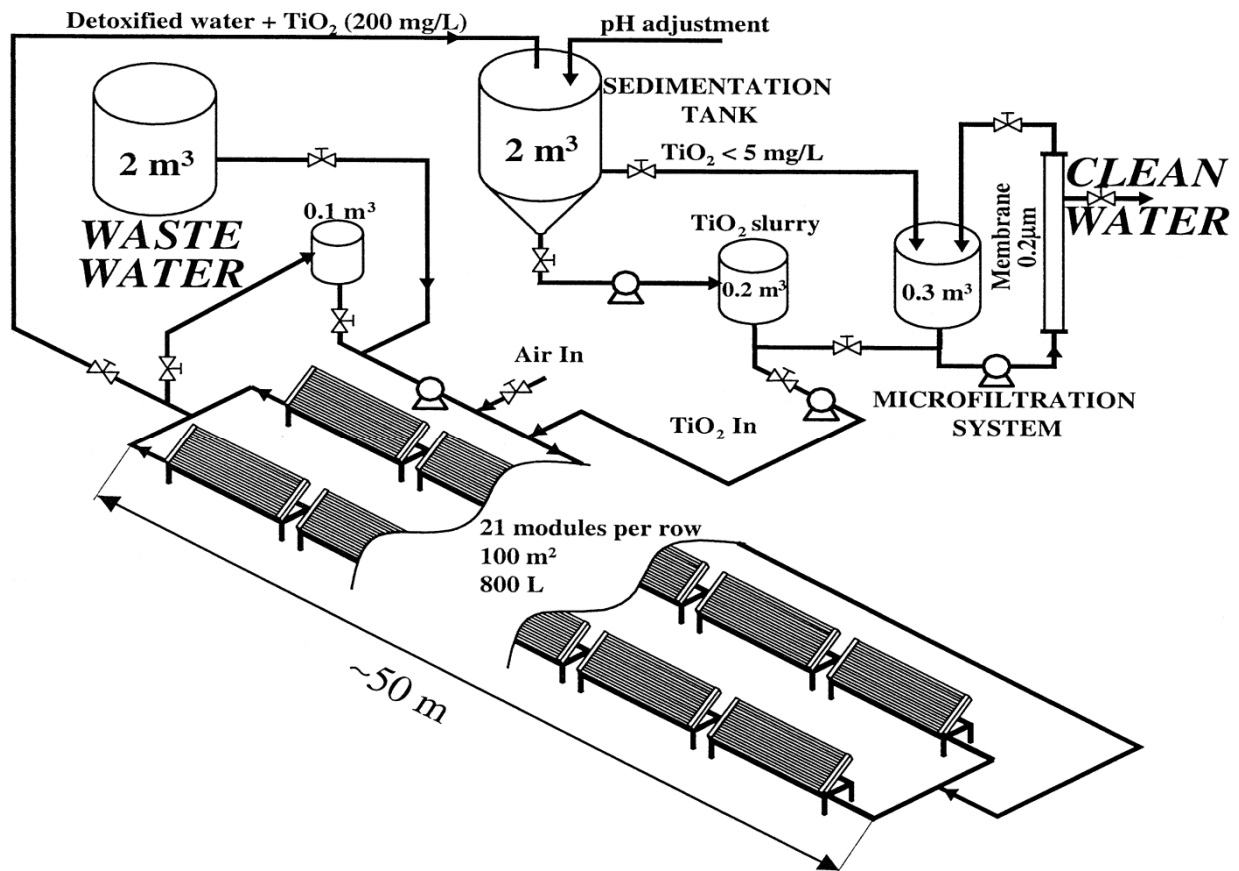 Detoxified water + TiO₂ (200 mg/L)
pH adjustment
SEDIMENTATION
TANK
2 m³
2 m³
TiO₂ < 5 mg/L
CLEAN
WATER
WASTE
WATER
0.1 m³
TiO₂ slurry
0.2 m³
0.3 m³
Membrane
0.2µm
Air In
TiO₂ In
MICROFILTRATION
SYSTEM
21 modules per row
100 m²
800 L
~50 m